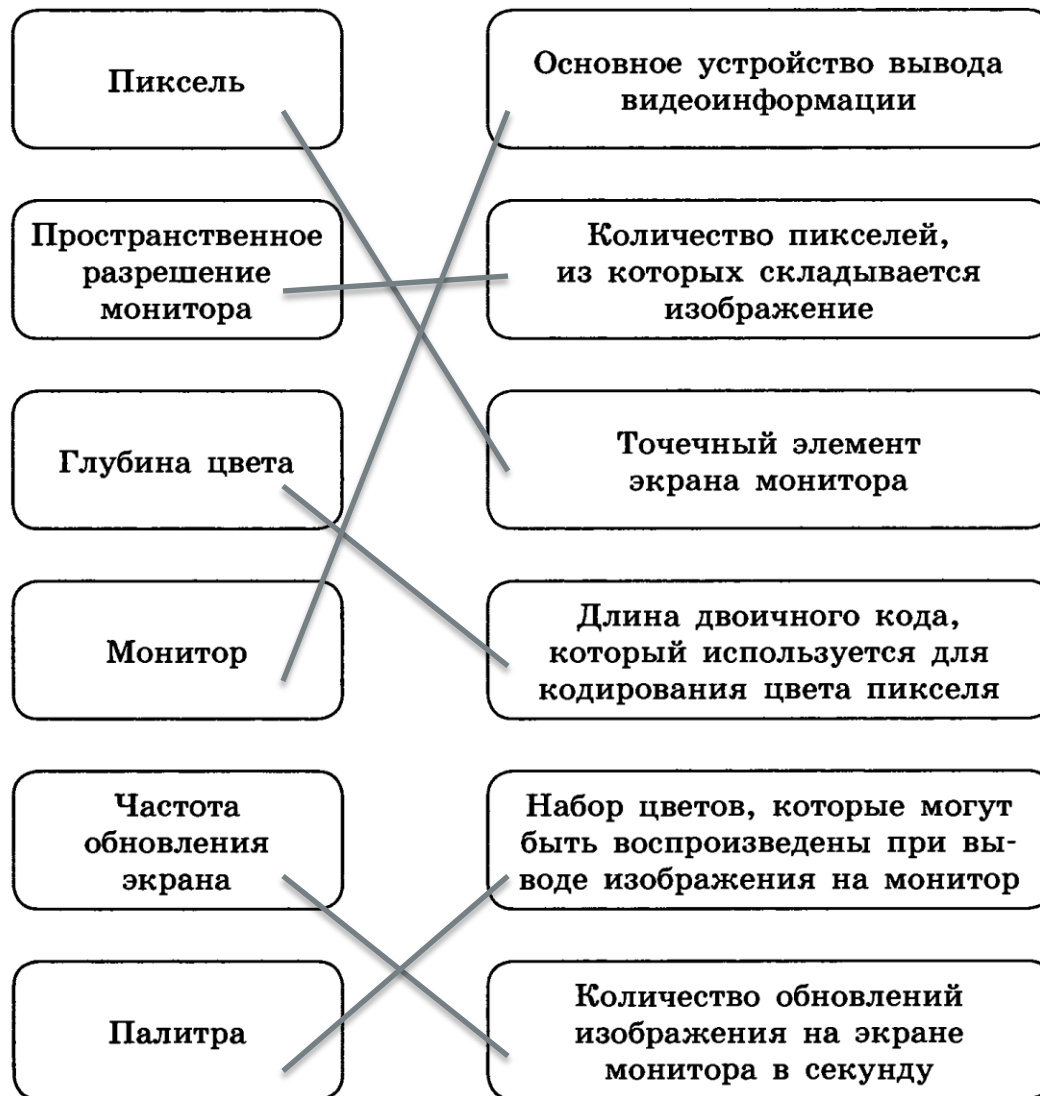 Пиксель
Основное устройство вывода
видеоинформации
Пространственное
разрешение
монитора
Количество пикселей,
из которых складывается
изображение
Глубина цвета
Точечный элемент
экрана монитора
Монитор
Длина двоичного кода,
который используется для
кодирования цвета пикселя
Частота
обновления
экрана
Набор цветов, которые могут
быть воспроизведены при вы-
воде изображения на монитор
Палитра
Количество обновлений
изображения на экране
монитора в секунду